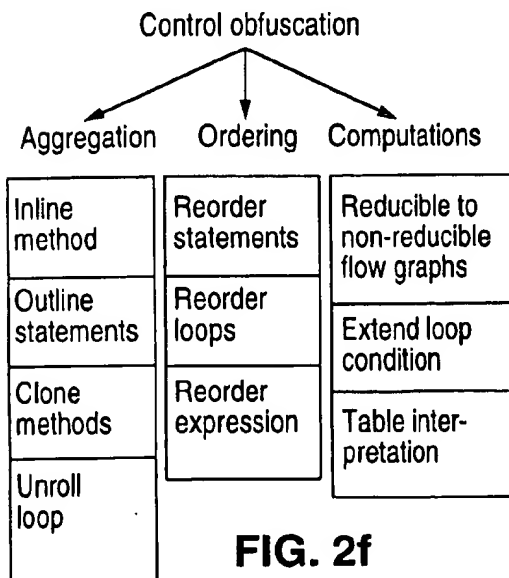 Control obfuscation
Aggregation
Ordering
Computations
Inline
method
Outline
statements
Clone
methods
Unroll
loop
Reorder
statements
Reorder
loops
Reorder
expression
Reducible to
non-reducible
flow graphs
Extend loop
condition
Table inter-
pretation
FIG. 2f